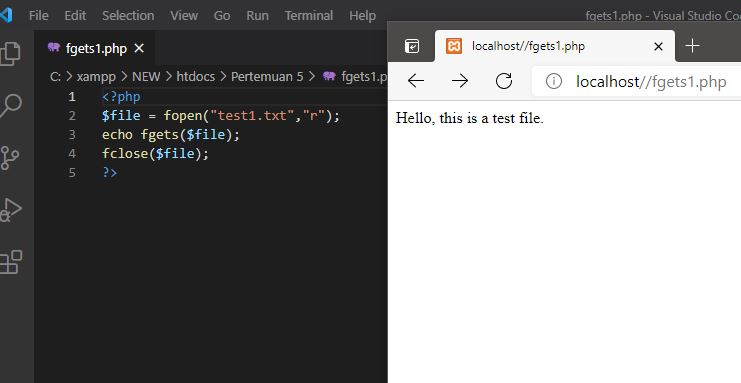 File Edit Selection View Go Run Terminal Help
fgets1.php - Visual Studio Co
fgets1.php
C: > xampp > NEW > htdocs > Pertemuan 5 > fgets1.p
1 <?php
2 $file = fopen("test1.txt","r");
3 echo fgets($file);
4 fclose($file);
5 ?>
localhost//fgets1.php
localhost//fgets1.php
Hello, this is a test file.